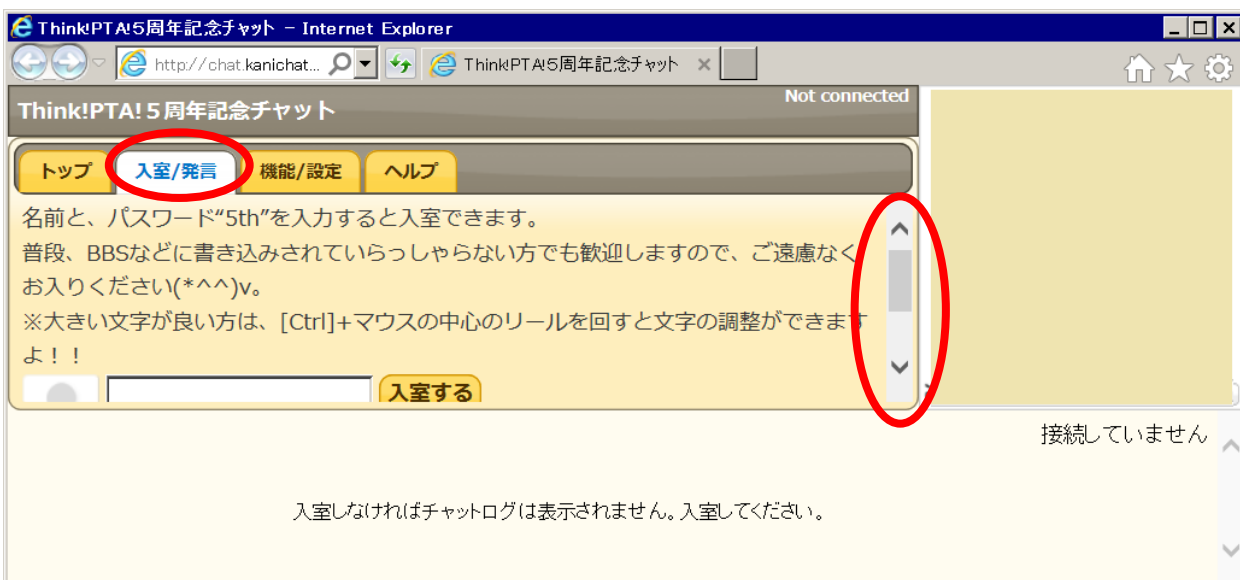 Think!PTA!5周年記念チャット - Internet Explorer
http://chat.kanichat...
Think!PTA!5周年記念チャット
Think!PTA!5周年記念チャット
Not connected
トップ
入室/発言
機能/設定
ヘルプ
名前と、パスワード“5th”を入力すると入室できます。
普段、BBSなどに書き込みされていらっしゃらない方でも歓迎しますので、ご遠慮なく
お入りください(*^^)v。
※大きい文字が良い方は、[Ctrl]+マウスの中心のリールを回すと文字の調整ができます
よ！！
入室する
接続していません
入室しなければチャットログは表示されません。入室してください。